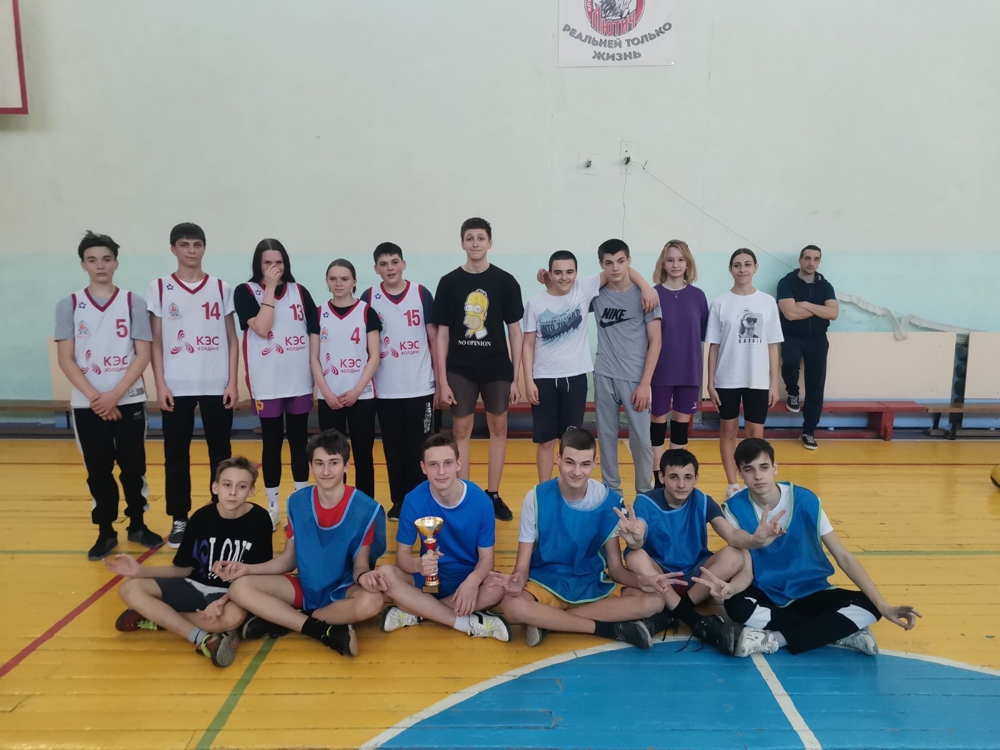 Лютич
РЕАЛЬНЕЙ ТОЛЬКО
ЖИЗНЬ
5
КЭС
ХОЛДИНГ
14
КЭС
ХОЛДИНГ
13
КЭС
ХОЛДИНГ
4
КЭС
ХОЛДИНГ
15
КЭС
ХОЛДИНГ
NO OPINION
INTO THE WILD
NIKE
BARBIE